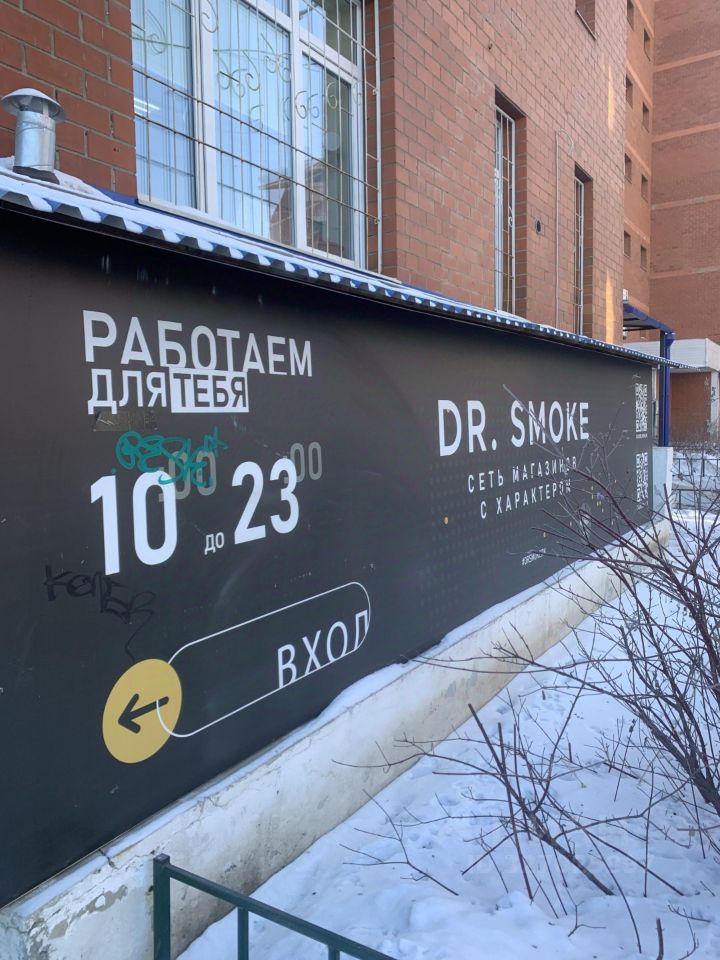 РАБОТАЕМ
ДЛЯ ТЕБЯ
10 00 до 23 00
ВХОД
DR. SMOKE
СЕТЬ МАГАЗИНОВ
С ХАРАКТЕРОМ